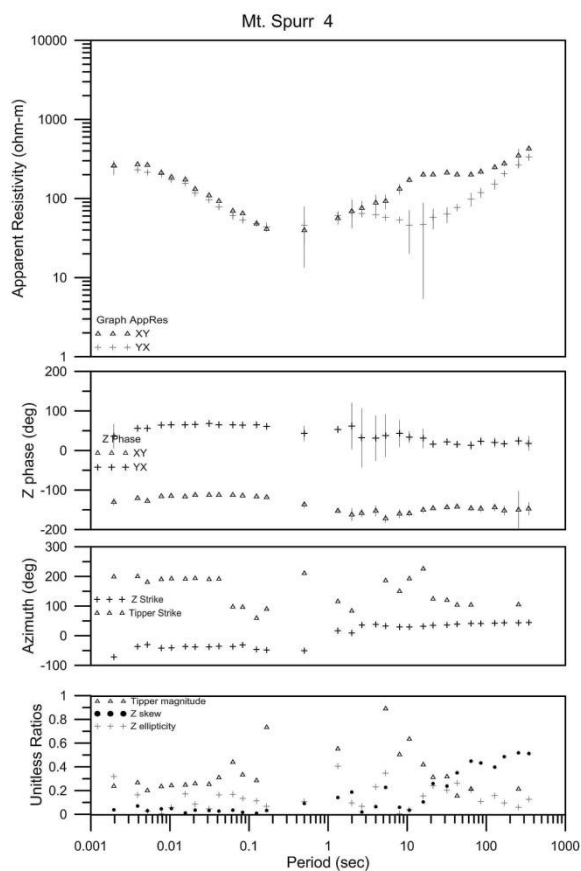 Mt. Spurr 4
Apparent Resistivity (ohm-m)
10000
1000
100
10
1
Graph AppRes
XY
YX
Z phase (deg)
200
100
0
-100
-200
Z Phase
XY
YX
Azimuth (deg)
300
200
100
0
-100
Z Strike
Tipper Strike
Unitless Ratios
1
0.8
0.6
0.4
0.2
0
Tipper magnitude
Z skew
Z ellipticity
0.001 0.01 0.1 1 10 100 1000
Period (sec)